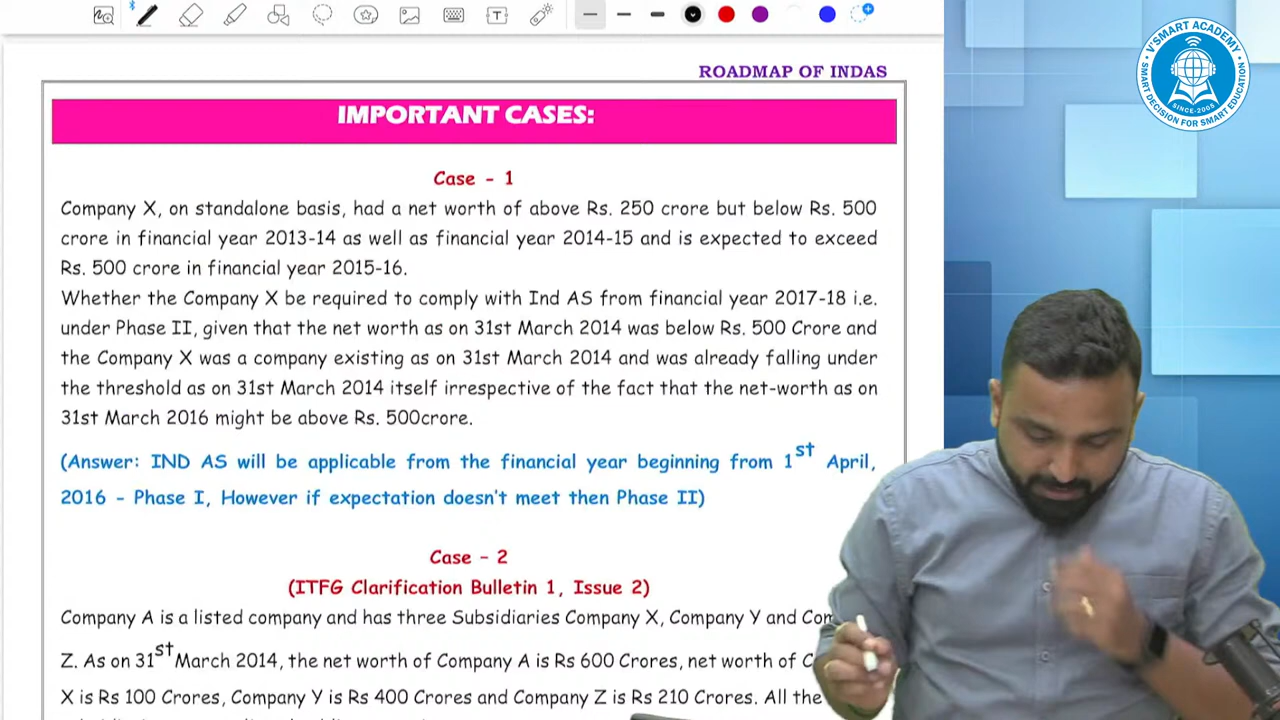 ROADMAP OF INDAS
IMPORTANT CASES:
Case - 1
Company X, on standalone basis, had a net worth of above Rs. 250 crore but below Rs. 500
crore in financial year 2013-14 as well as financial year 2014-15 and is expected to exceed
Rs. 500 crore in financial year 2015-16.
Whether the Company X be required to comply with Ind AS from financial year 2017-18 i.e.
under Phase II, given that the net worth as on 31st March 2014 was below Rs. 500 Crore and
the Company X was a company existing as on 31st March 2014 and was already falling under
the threshold as on 31st March 2014 itself irrespective of the fact that the net-worth as on
31st March 2016 might be above Rs. 500crore.
(Answer: IND AS will be applicable from the financial year beginning from 1st April,
2016 - Phase I, However if expectation doesn't meet then Phase II)
Case - 2
(ITFG Clarification Bulletin 1, Issue 2)
Company A is a listed company and has three Subsidiaries Company X, Company Y and Com
Z. As on 31st March 2014, the net worth of Company A is Rs 600 Crores, net worth of C
X is Rs 100 Crores, Company Y is Rs 400 Crores and Company Z is Rs 210 Crores. All the
V'SMART ACADEMY
SMART DECISION FOR SMART EDUCATION
SINCE-2005
T